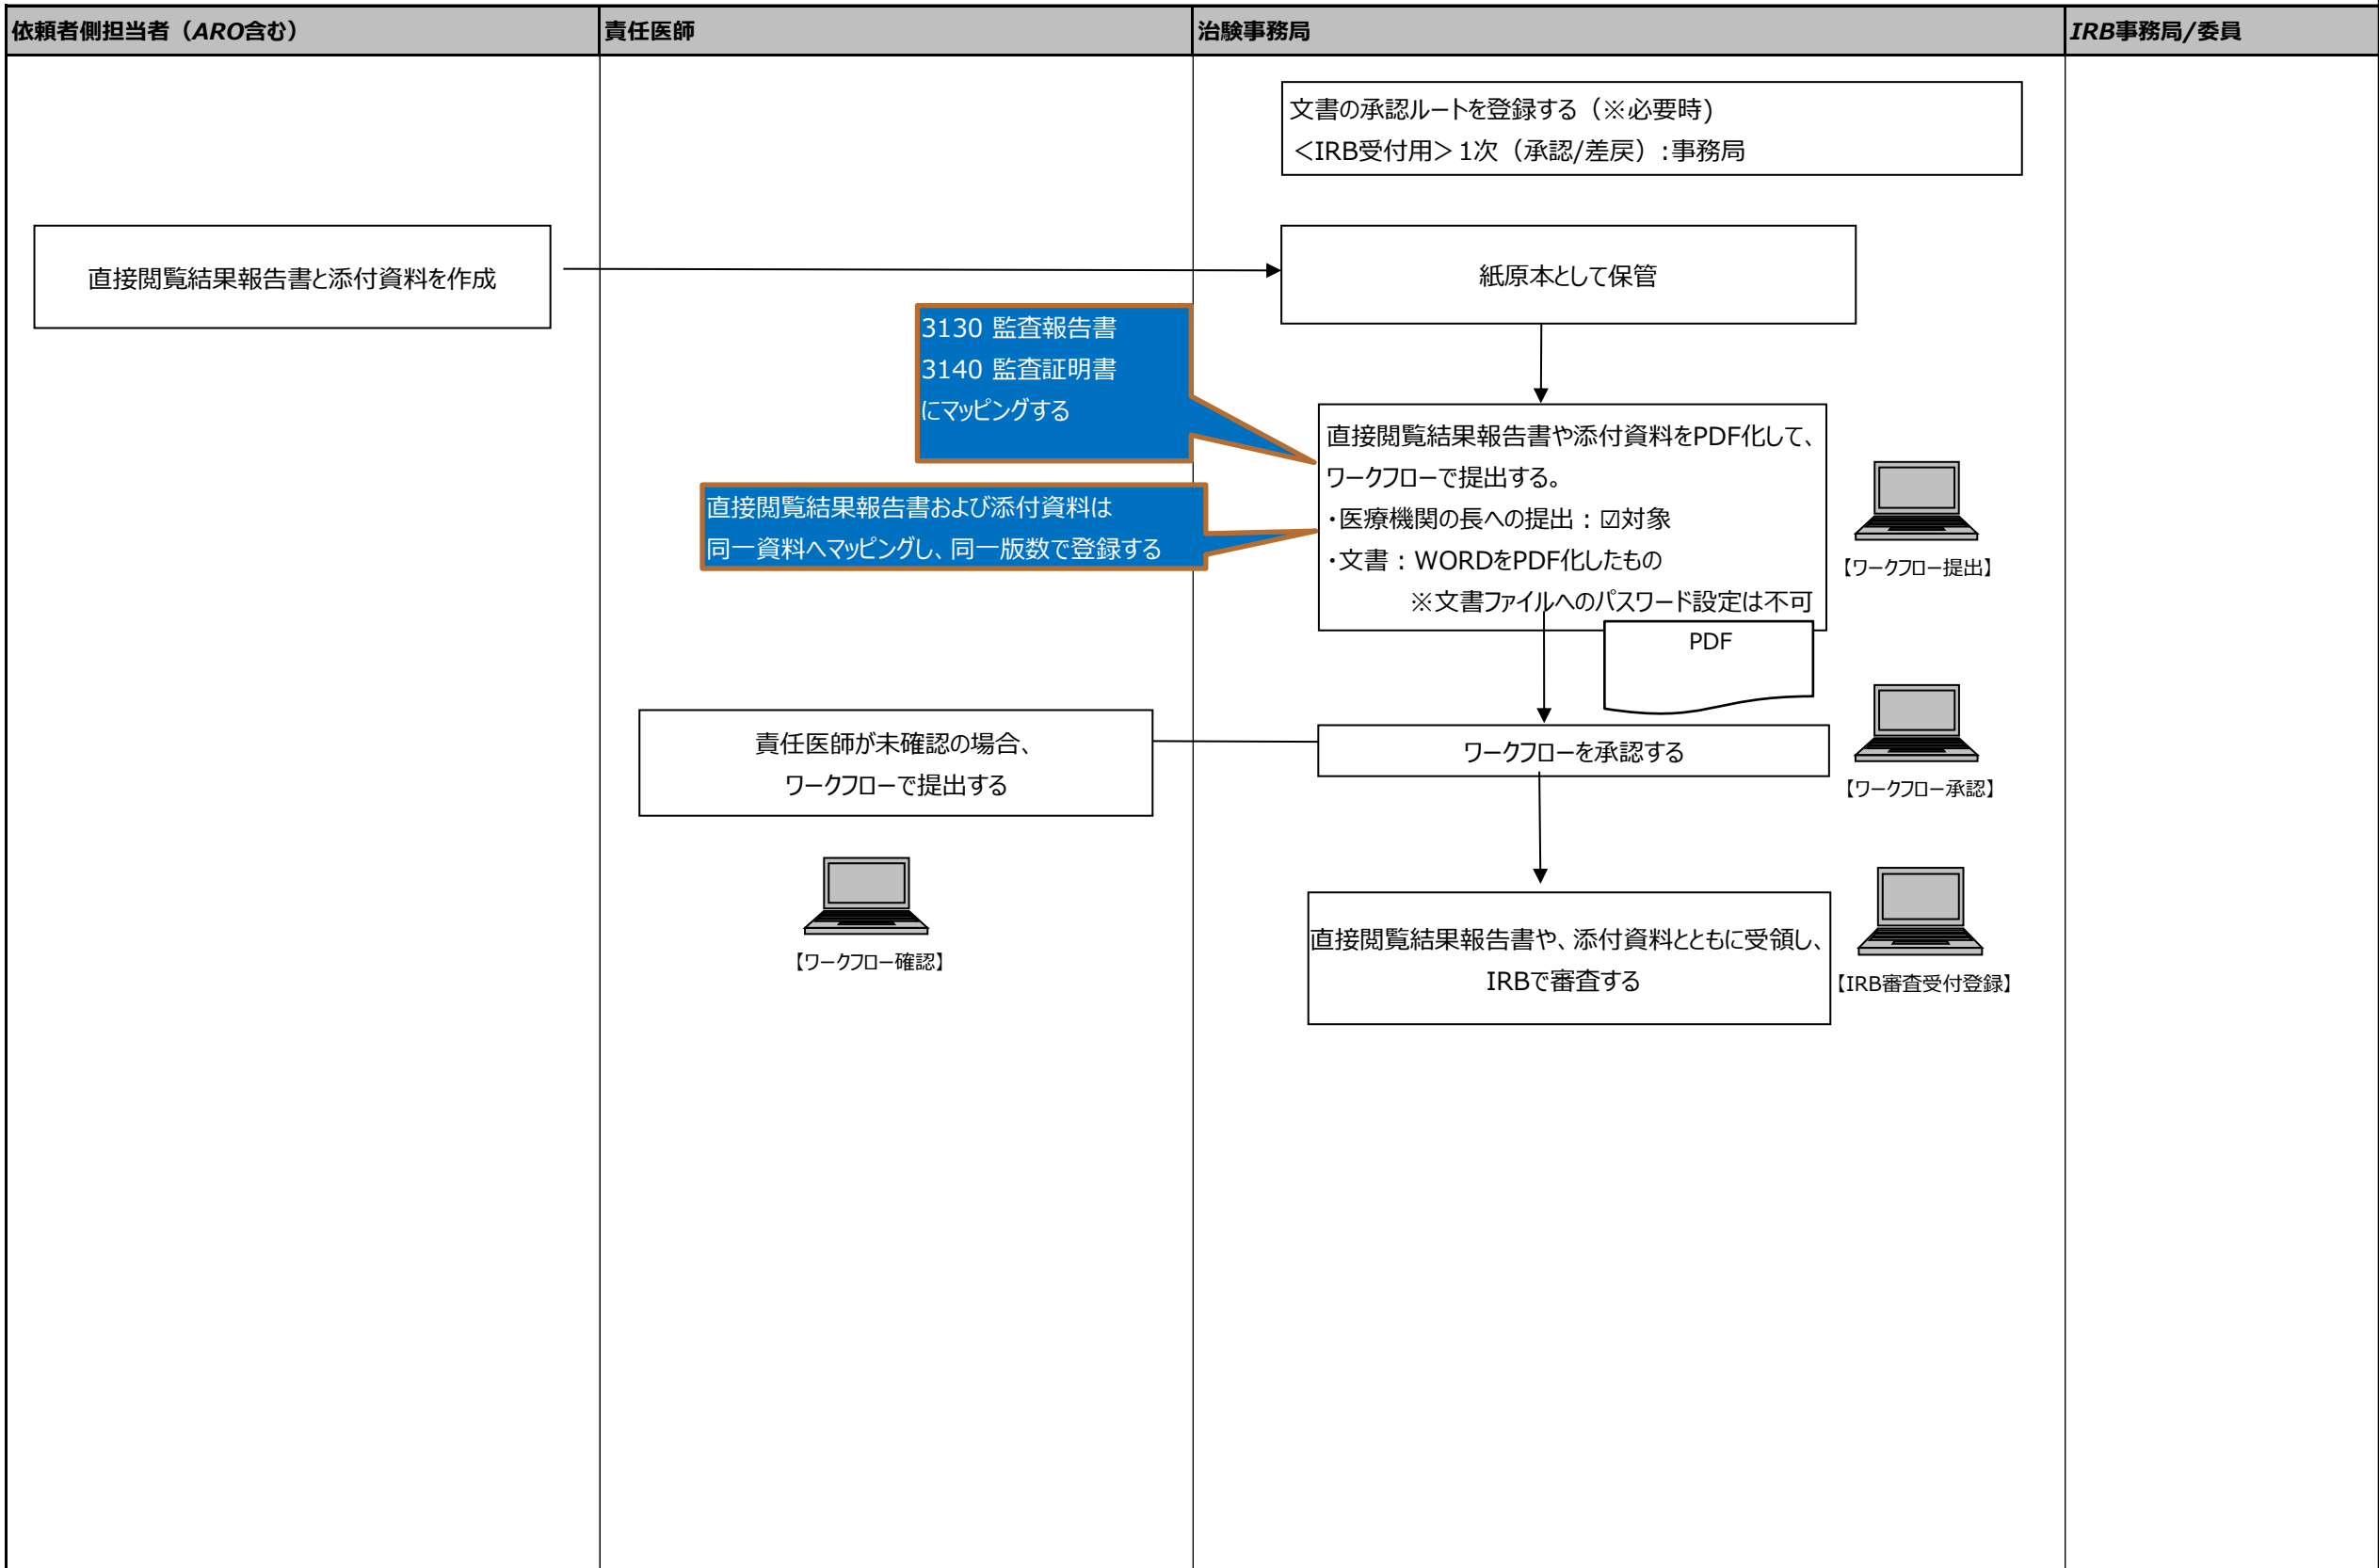 依頼者側担当者（ARO含む）
責任医師
治験事務局
IRB事務局/委員
文書の承認ルートを登録する（※必要時)
＜IRB受付用＞1次（承認/差戻）:事務局
直接閲覧結果報告書と添付資料を作成
紙原本として保管
3130 監査報告書
3140 監査証明書
にマッピングする
直接閲覧結果報告書や添付資料をPDF化して、
ワークフローで提出する。
・医療機関の長への提出：☑対象
・文書：WORDをPDF化したもの
※文書ファイルへのパスワード設定は不可
【ワークフロー提出】
直接閲覧結果報告書および添付資料は
同一資料へマッピングし、同一版数で登録する
PDF
責任医師が未確認の場合、
ワークフローで提出する
ワークフローを承認する
【ワークフロー承認】
【ワークフロー確認】
直接閲覧結果報告書や、添付資料とともに受領し、
IRBで審査する
【IRB審査受付登録】